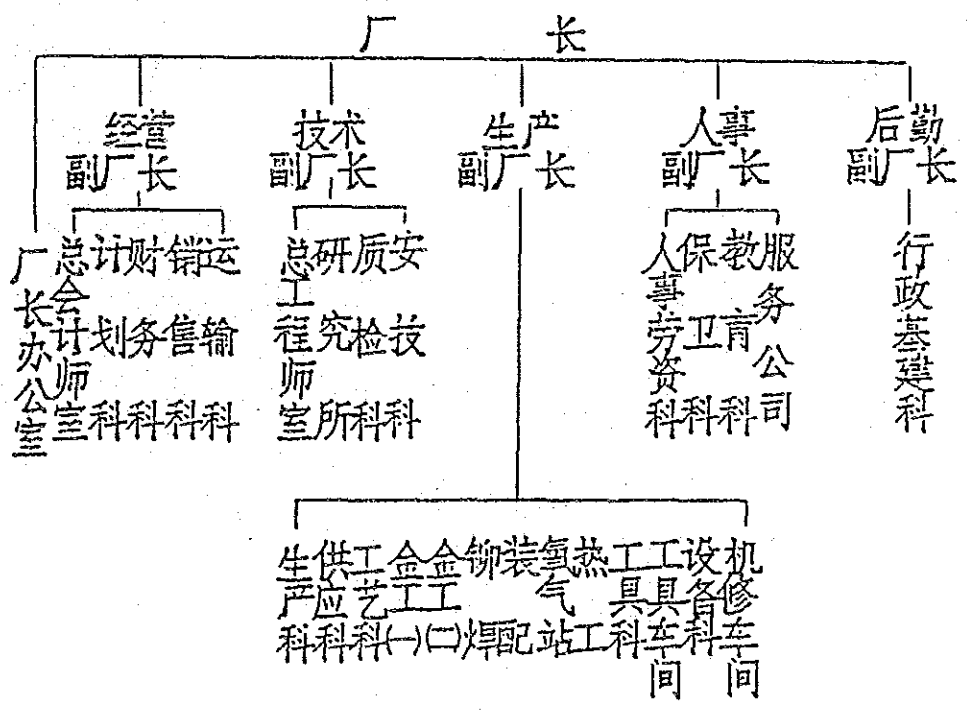 厂长
经营副厂长
技术副厂长
生产副厂长
人事副厂长
后勤副厂长
厂长办公室
总会计师室
计划科
财务科
销售科
运输科
总工程师室
研究所
质检科
安技科
人事劳资科
保卫科
教育科
服务公司
行政基建科
生产科
供应科
工艺科
金工(一)
金工(二)
铆焊
装配
氧气站
热工
工具科
工具车间
设备科
机修车间